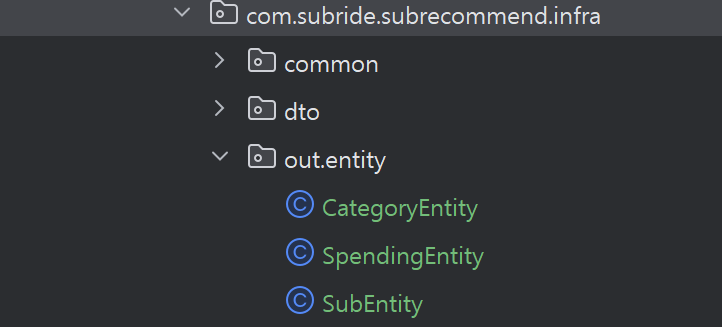 com.subride.subrecommend.infra
common
dto
out.entity
C CategoryEntity
C SpendingEntity
C SubEntity